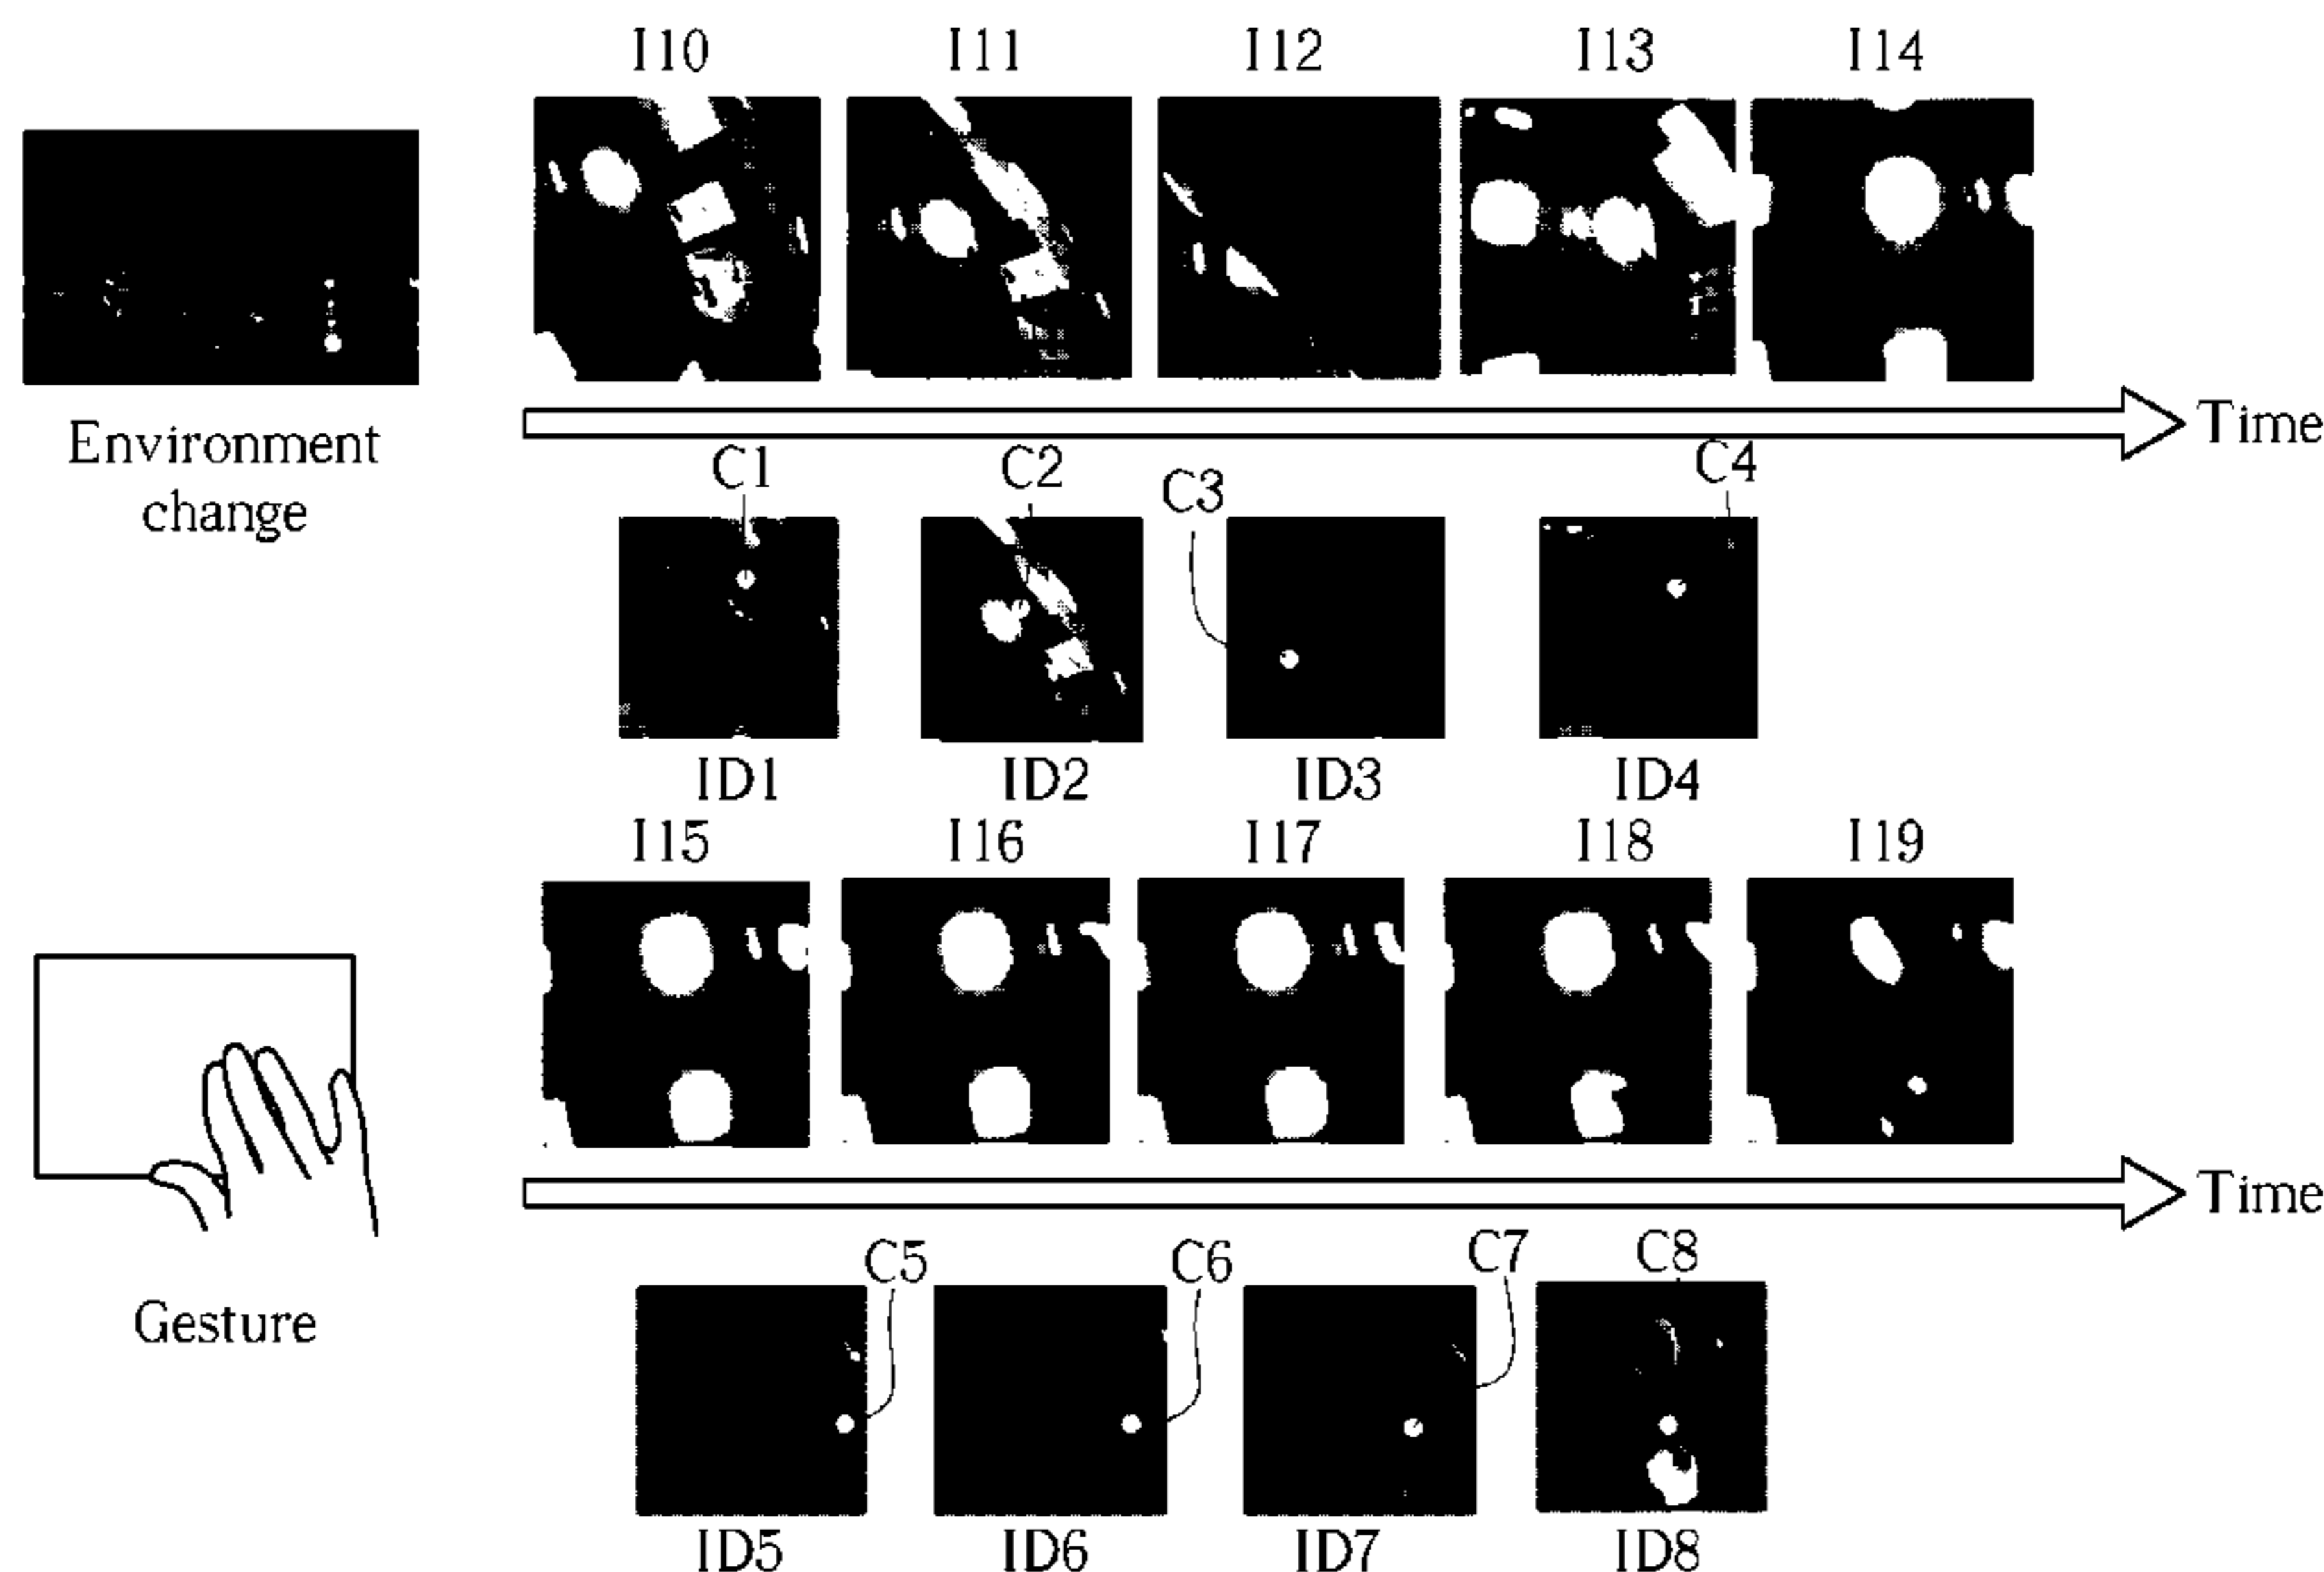 I10 I11 I12 I13 I14
Environment
change
Time
C1 C2 C3 C4
ID1 ID2 ID3 ID4
I15 I16 I17 I18 I19
Time
Gesture
C5 C6 C7 C8
ID5 ID6 ID7 ID8